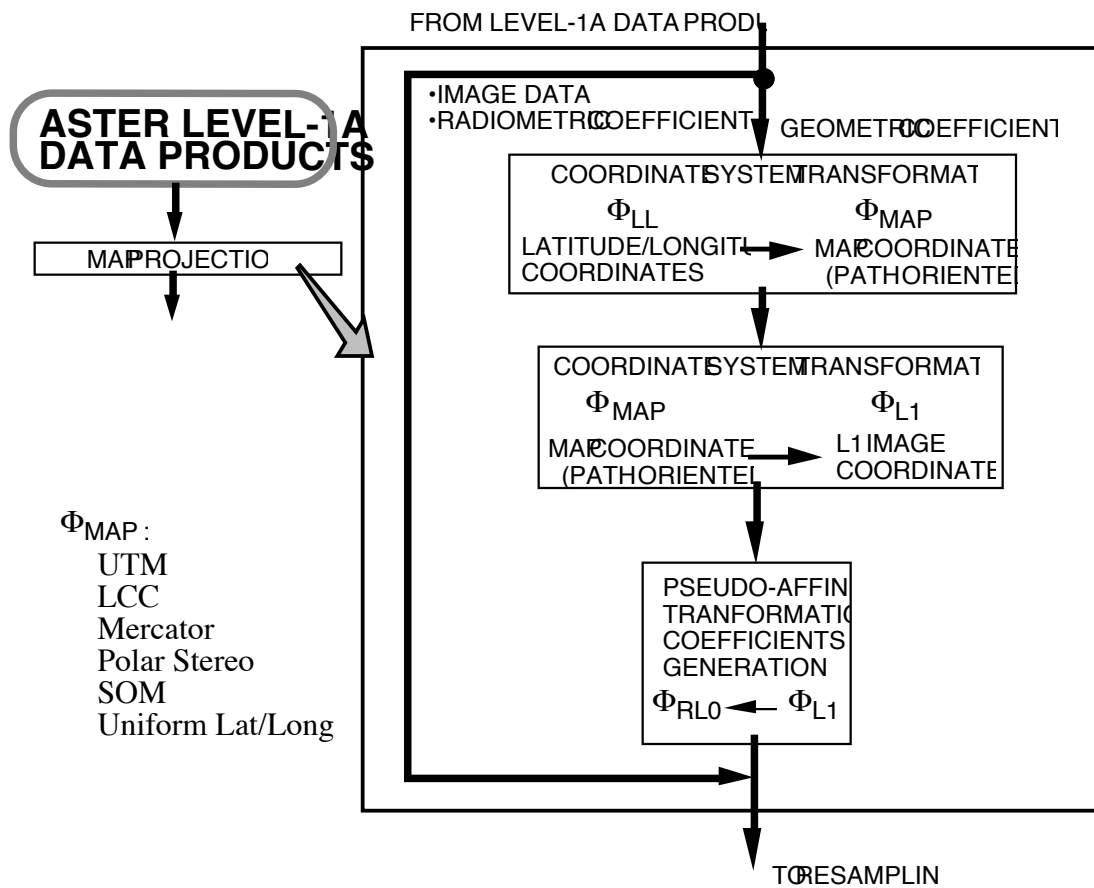 FROM LEVEL-1A DATA PRODU
•IMAGE DATA
•RADIOMETRIC COEFFICIENT
GEOMETRIC COEFFICIENT
ASTER LEVEL-1A
DATA PRODUCTS
MAP PROJECTIO
COORDINATE SYSTEM TRANSFORMAT
ΦLL
ΦMAP
LATITUDE/LONGITU
COORDINATES
MAP COORDINATE
(PATH ORIENTED
COORDINATE SYSTEM TRANSFORMAT
ΦMAP
ΦL1
MAP COORDINATE
(PATH ORIENTED
L1 IMAGE
COORDINATE
PSEUDO-AFFIN
TRANFORMATIO
COEFFICIENTS
GENERATION
ΦRL0
ΦL1
ΦMAP :
UTM
LCC
Mercator
Polar Stereo
SOM
Uniform Lat/Long
TO RESAMPLIN